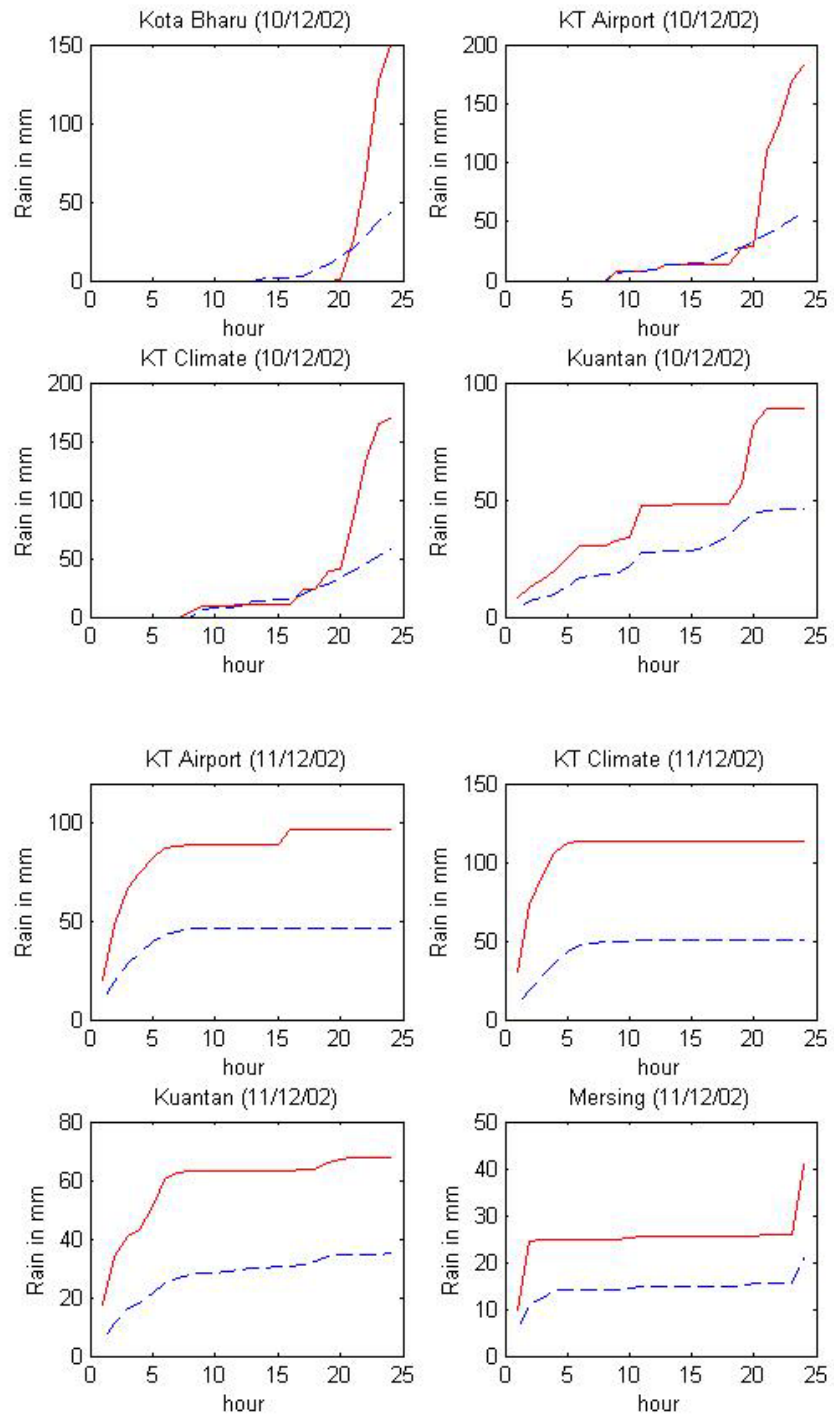 Kota Bharu (10/12/02)
150
100
50
0
Rain in mm
0 5 10 15 20 25
hour
KT Airport (10/12/02)
200
150
100
50
0
Rain in mm
0 5 10 15 20 25
hour
KT Climate (10/12/02)
200
150
100
50
0
Rain in mm
0 5 10 15 20 25
hour
Kuantan (10/12/02)
100
50
0
Rain in mm
0 5 10 15 20 25
hour
KT Airport (11/12/02)
100
50
0
Rain in mm
0 5 10 15 20 25
hour
KT Climate (11/12/02)
150
100
50
0
Rain in mm
0 5 10 15 20 25
hour
Kuantan (11/12/02)
80
60
40
20
0
Rain in mm
0 5 10 15 20 25
hour
Mersing (11/12/02)
50
40
30
20
10
0
Rain in mm
0 5 10 15 20 25
hour